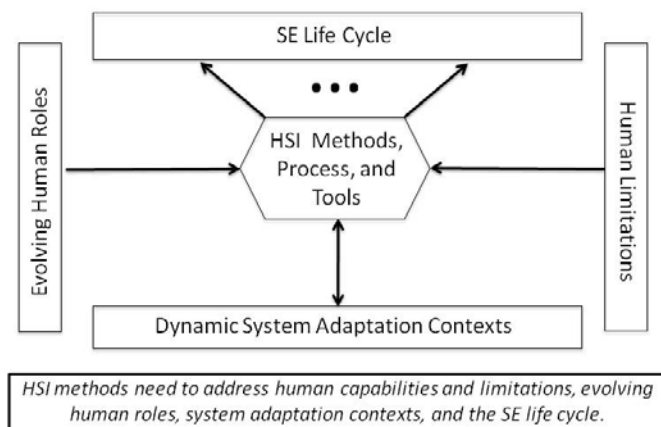 SE Life Cycle
• • •
Evolving Human Roles
HSI Methods,
Process, and
Tools
Human Limitations
Dynamic System Adaptation Contexts
HSI methods need to address human capabilities and limitations, evolving
human roles, system adaptation contexts, and the SE life cycle.